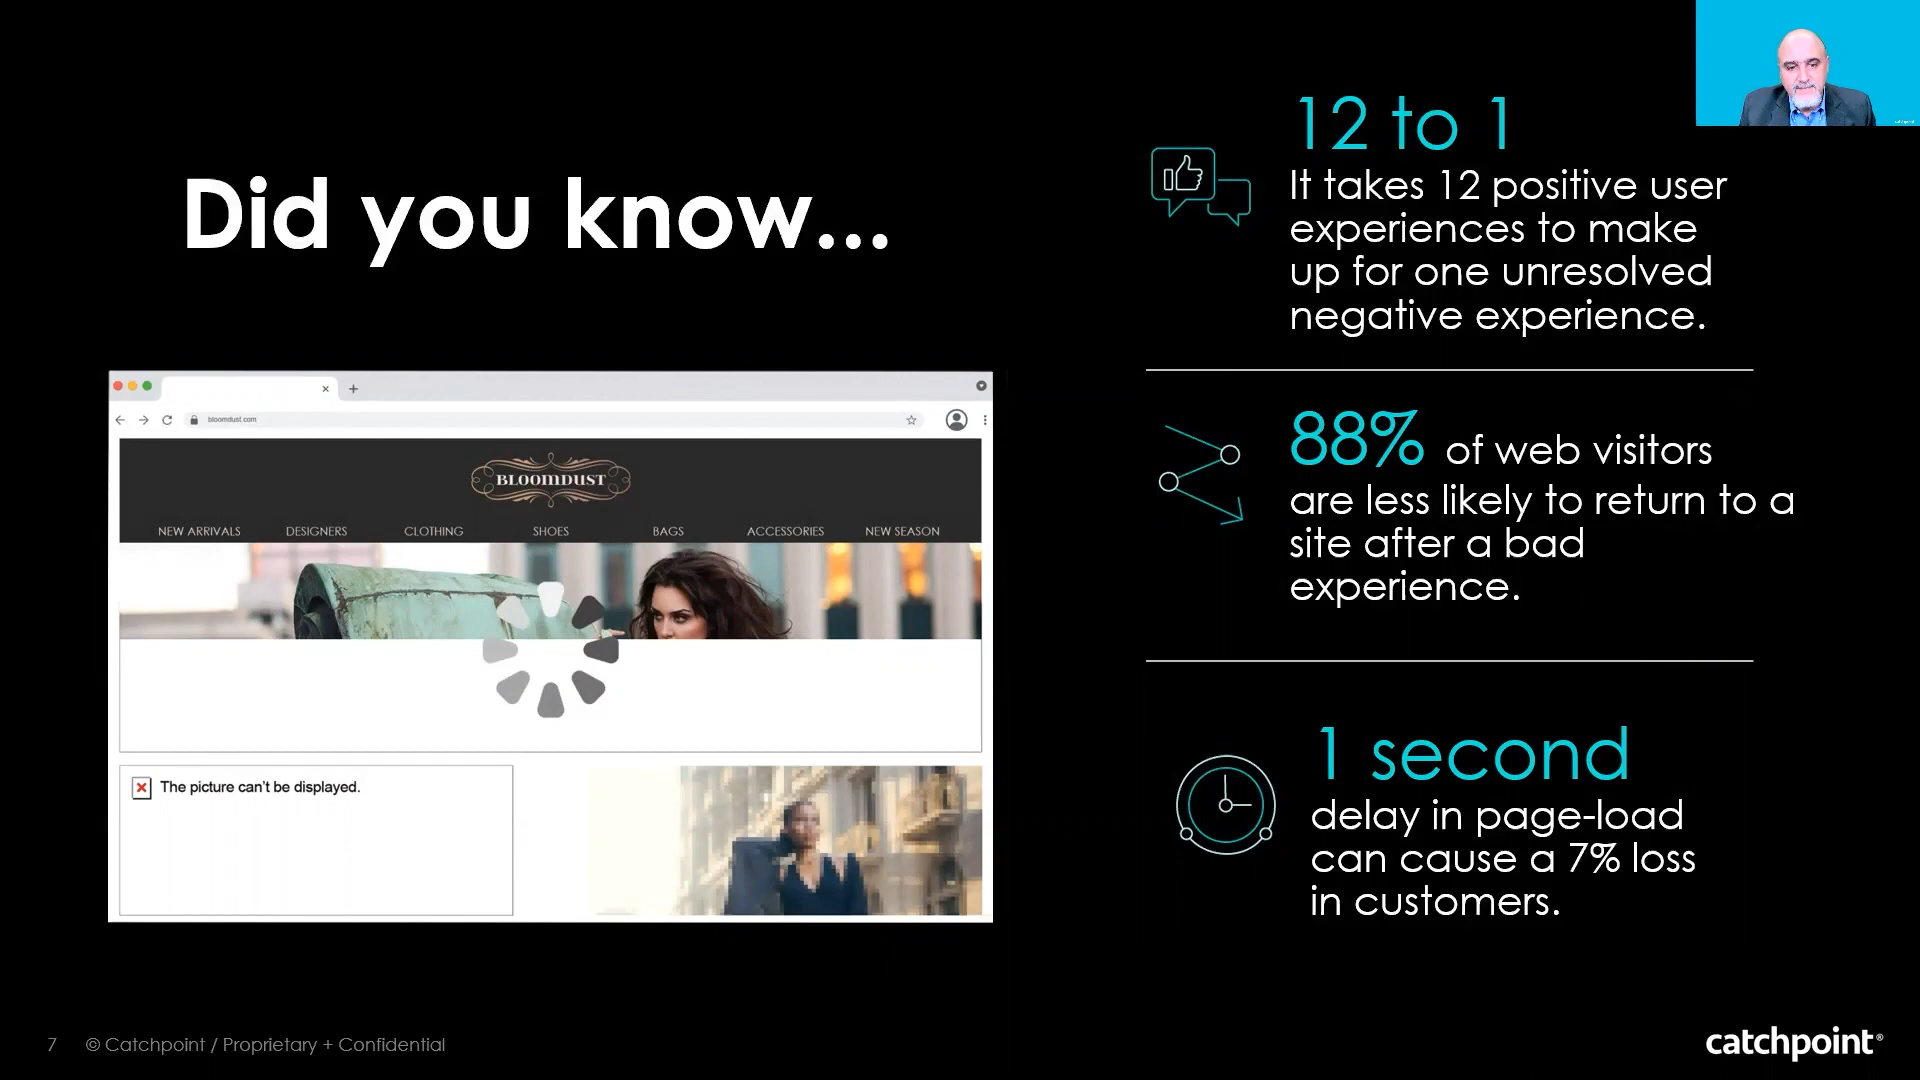 Did you know...
bloomdust.com
BLOOMDUST
NEW ARRIVALS DESIGNERS CLOTHING SHOES BAGS ACCESSORIES NEW SEASON
The picture can't be displayed.
12 to 1
It takes 12 positive user
experiences to make
up for one unresolved
negative experience.
88% of web visitors
are less likely to return to a
site after a bad
experience.
1 second
delay in page-load
can cause a 7% loss
in customers.
7 © Catchpoint / Proprietary + Confidential
catchpoint®